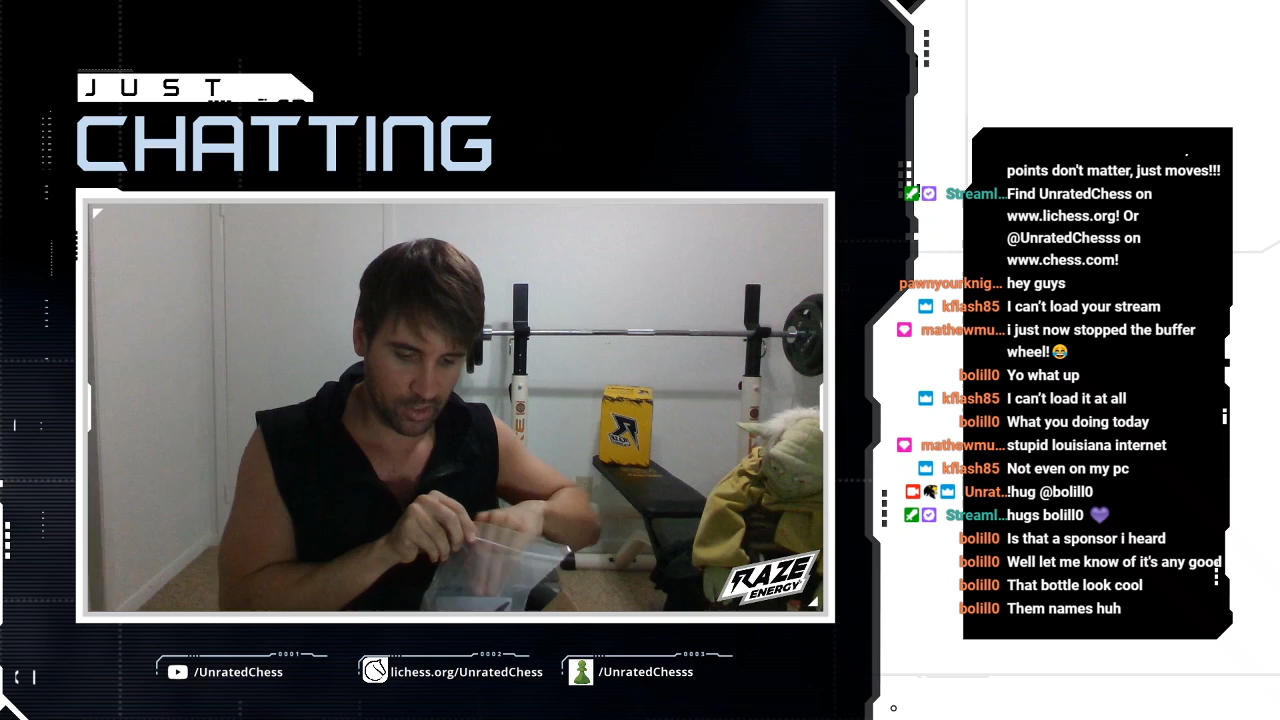 JUST
CHATTING
RAZE
ENERGY
0001
/UnratedChess
0002
lichess.org/UnratedChess
0003
/UnratedChesss
points don't matter, just moves!!!
Streaml...Find UnratedChess on
www.lichess.org! Or
@UnratedChesss on
www.chess.com!
pawnyourknig... hey guys
kflash85 I can't load your stream
mathewmu... i just now stopped the buffer
wheel! 😂
bolill0 Yo what up
kflash85 I can't load it at all
bolill0 What you doing today
mathewmu... stupid louisiana internet
kflash85 Not even on my pc
Unrat...!hug @bolill0
Streaml...hugs bolill0 💜
bolill0 Is that a sponsor i heard
bolill0 Well let me know of it's any good
bolill0 That bottle look cool
bolill0 Them names huh